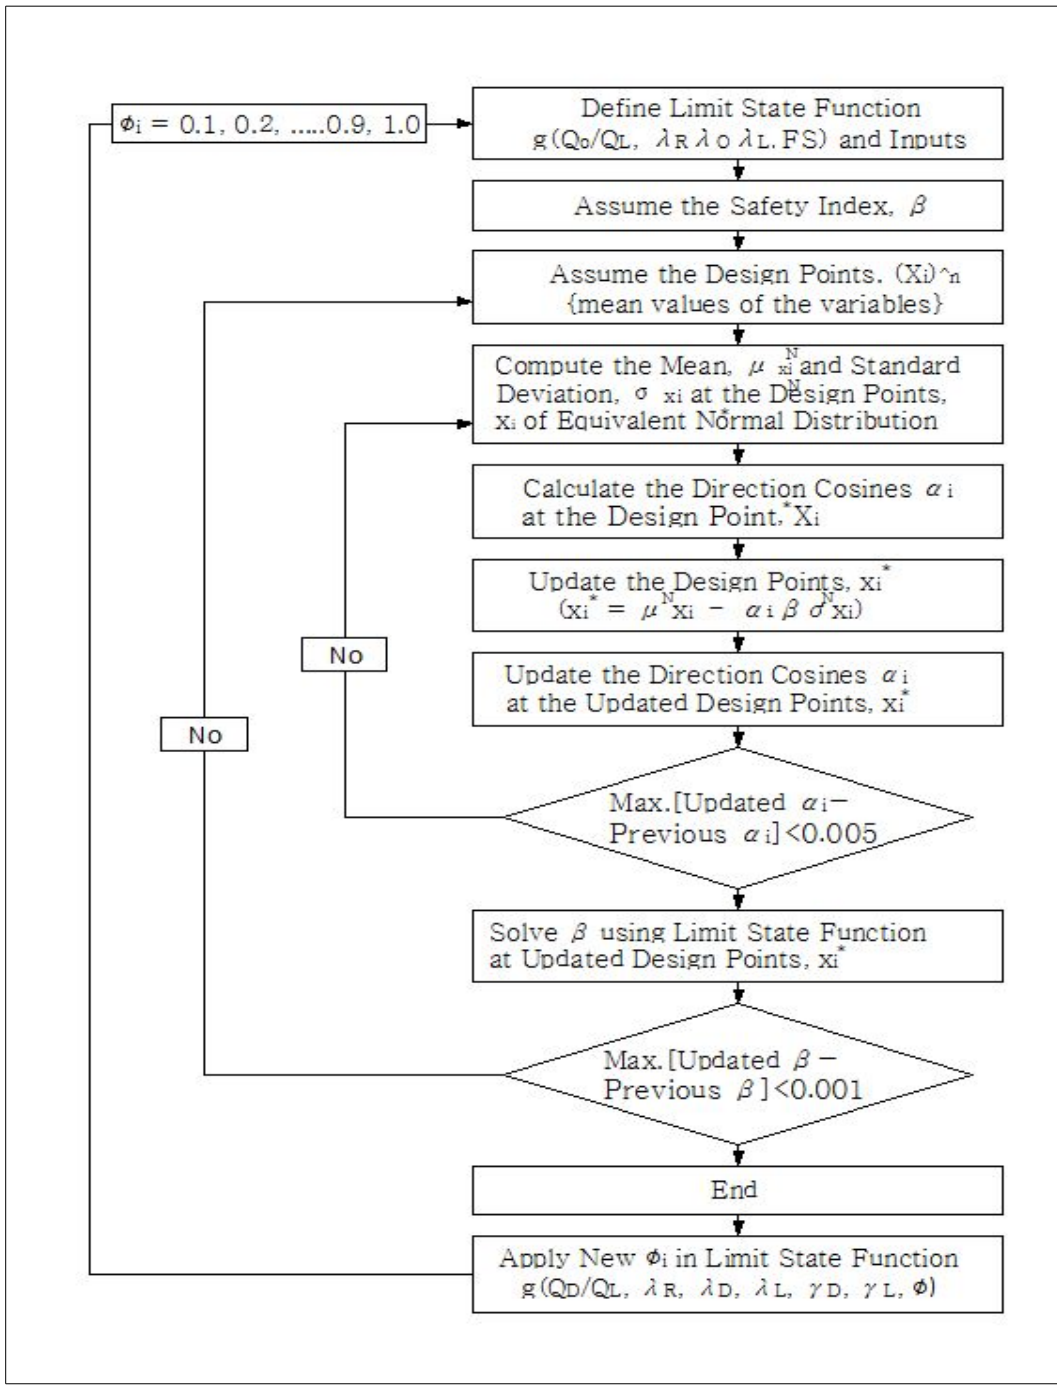 ϕi = 0.1, 0.2, .....0.9, 1.0
Define Limit State Function
g(Qo/QL, λR λO λL. FS) and Inputs
Assume the Safety Index, β
Assume the Design Points. (Xi)^n
{mean values of the variables}
Compute the Mean, μ xi^N and Standard
Deviation, σ xi^N at the Design Points,
xi* of Equivalent Normal Distribution
Calculate the Direction Cosines αi
at the Design Point,*Xi
Update the Design Points, xi*
(xi* = μ^N xi - αi β σ^N xi)
Update the Direction Cosines αi
at the Updated Design Points, xi*
No
No
Max.[Updated αi-
Previous αi]<0.005
Solve β using Limit State Function
at Updated Design Points, xi*
Max.[Updated β-
Previous β]<0.001
End
Apply New ϕi in Limit State Function
g(QD/QL, λR, λD, λL, γD, γL, ϕ)